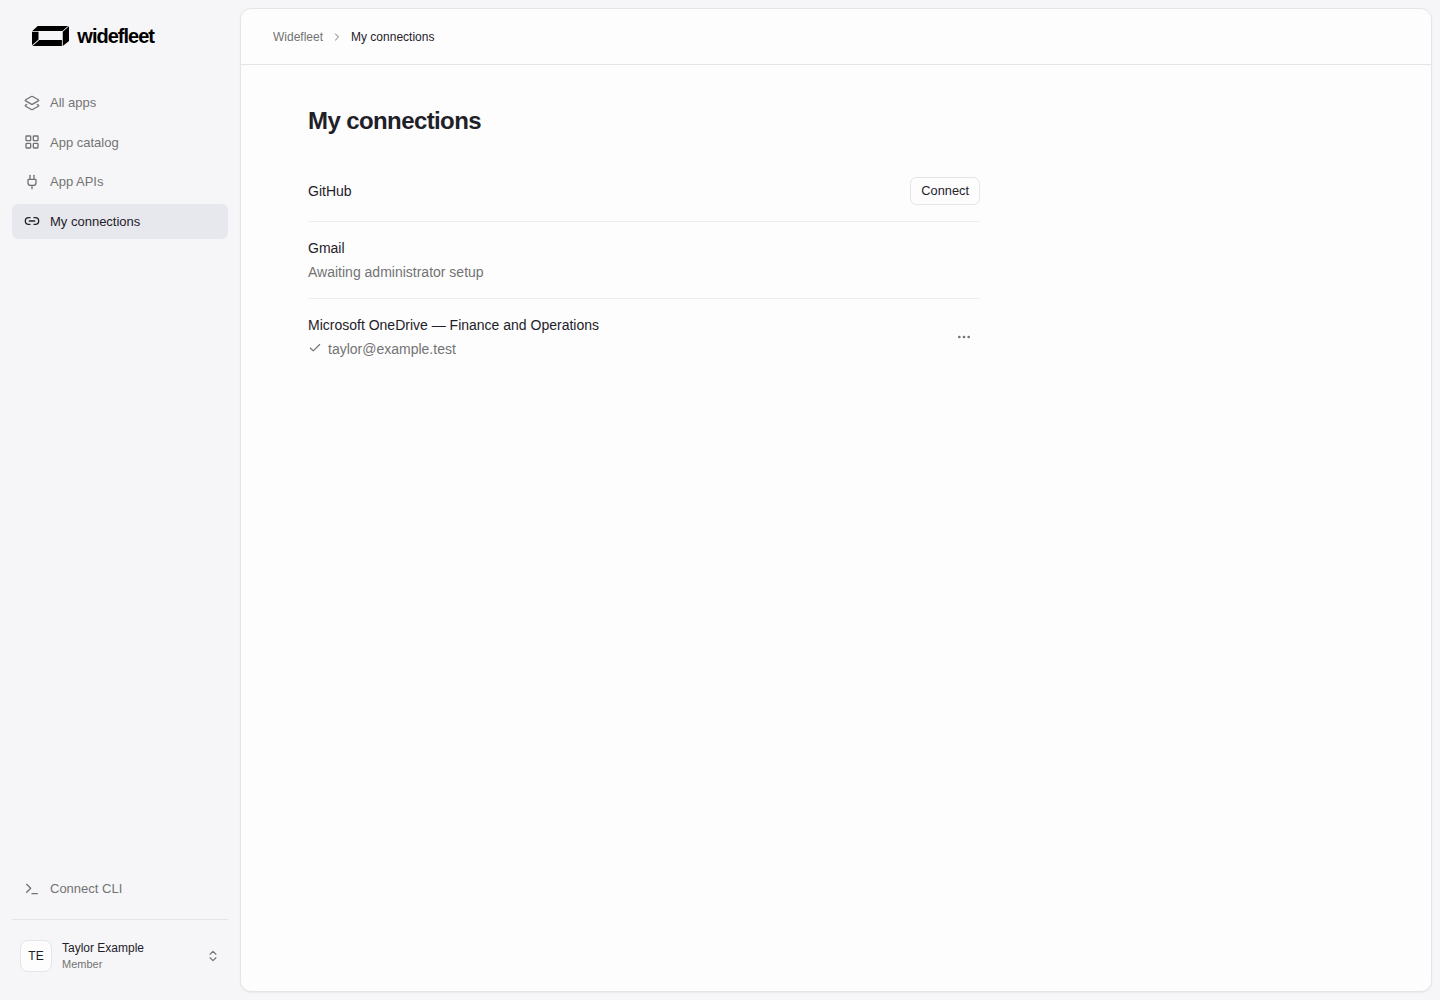 widefleet
All apps
App catalog
App APIs
My connections
Connect CLI
TE
Taylor Example
Member
Widefleet
My connections
My connections
GitHub
Connect
Gmail
Awaiting administrator setup
Microsoft OneDrive — Finance and Operations
taylor@example.test